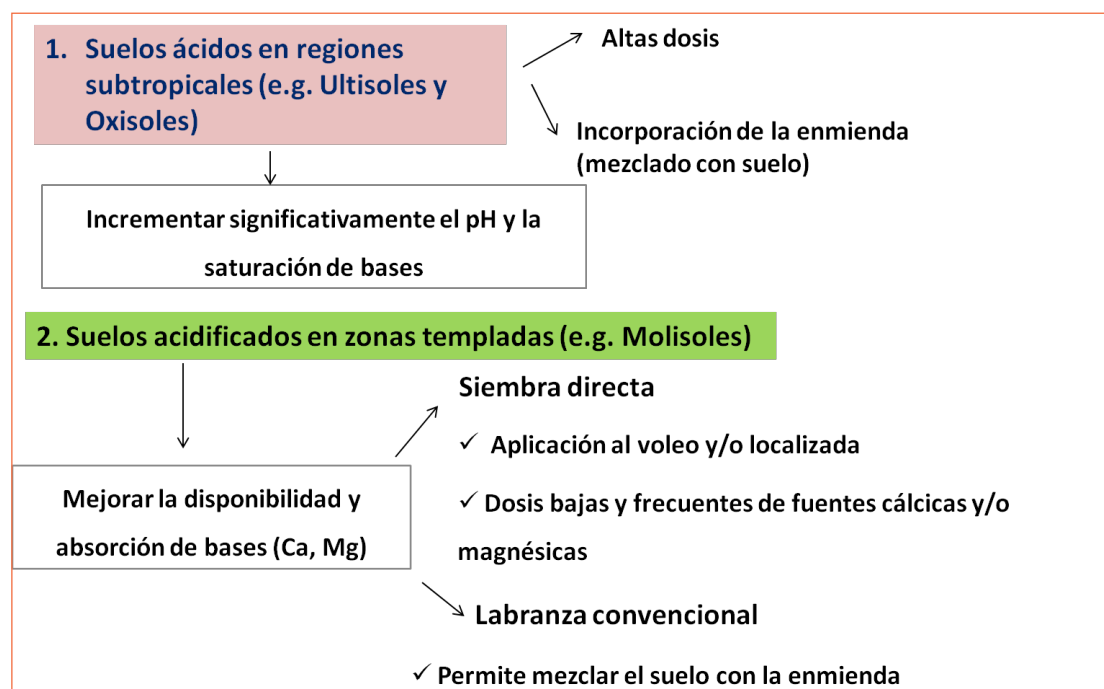 1. Suelos ácidos en regiones
subtropicales (e.g. Ultisoles y
Oxisoles)
Altas dosis
Incorporación de la enmienda
(mezclado con suelo)
Incrementar significativamente el pH y la
saturación de bases
2. Suelos acidificados en zonas templadas (e.g. Molisoles)
Siembra directa
✓ Aplicación al voleo y/o localizada
✓ Dosis bajas y frecuentes de fuentes cálcicas y/o
magnésicas
Mejorar la disponibilidad y
absorción de bases (Ca, Mg)
Labranza convencional
✓ Permite mezclar el suelo con la enmienda